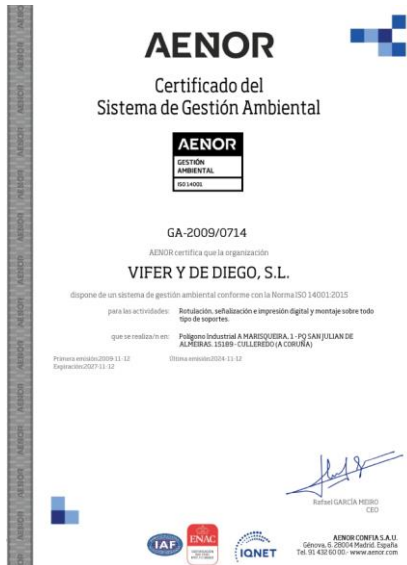 AENOR
Certificado del
Sistema de Gestión Ambiental
AENOR
GESTIÓN
AMBIENTAL
ISO 14001
GA-2009/0714
AENOR certifica que la organización
VIFER Y DE DIEGO, S.L.
dispone de un sistema de gestión ambiental conforme con la Norma ISO 14001:2015
para las actividades: Rotulación, señalización e impresión digital y montaje sobre todo
tipo de soportes.
que se realiza/n en: Polígono Industrial A MARISQUEIRA, 1 - PQ SAN JULIAN DE
ALMEIRAS. 15189 - CULLEREDO (A CORUÑA)
Primera emisión: 2009-11-12 Última emisión: 2024-11-12
Expiración: 2027-11-12
Rafael GARCÍA MEIRO
CEO
IAF
ENAC
IQNET
AENOR CONFIA S.A.U.
Génova, 6. 28004 Madrid. España
Tel. 91 432 60 00.- www.aenor.com